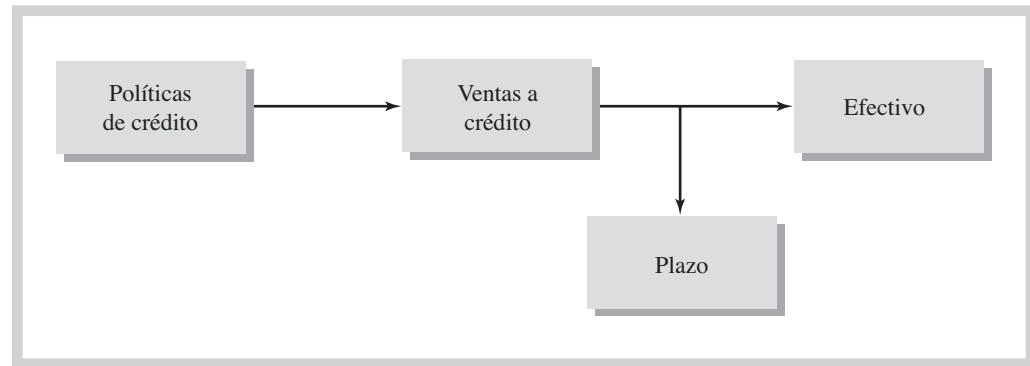 Políticas
de crédito
Ventas a
crédito
Efectivo
Plazo